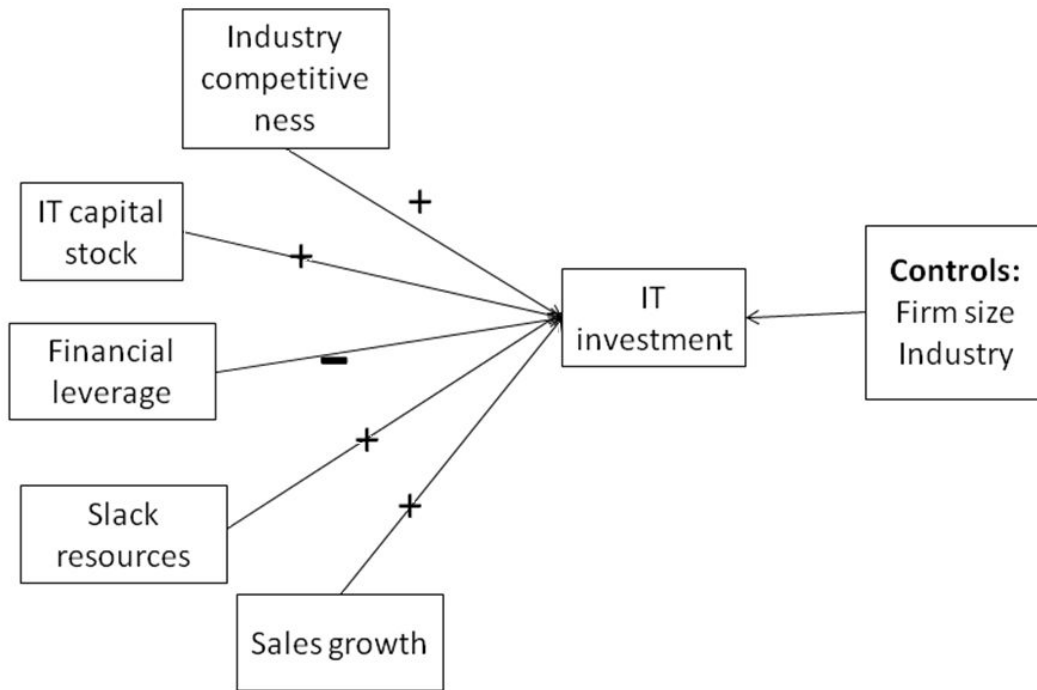 Industry
competitive
ness
+
IT capital
stock
+
Financial
leverage
-
Slack
resources
+
Sales growth
+
IT
investment
Controls:
Firm size
Industry